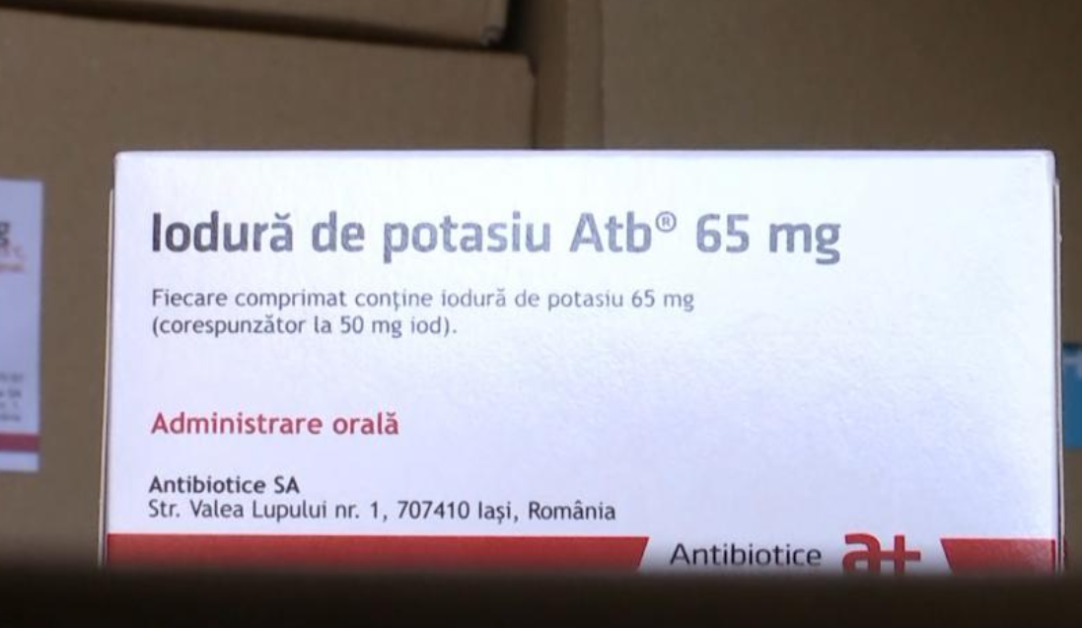 Iodură de potasiu Atb® 65 mg
Fiecare comprimat conține iodură de potasiu 65 mg
(corespunzător la 50 mg iod).
Administrare orală
Antibiotice SA
Str. Valea Lupului nr. 1, 707410 Iași, România
Antibiotice a+